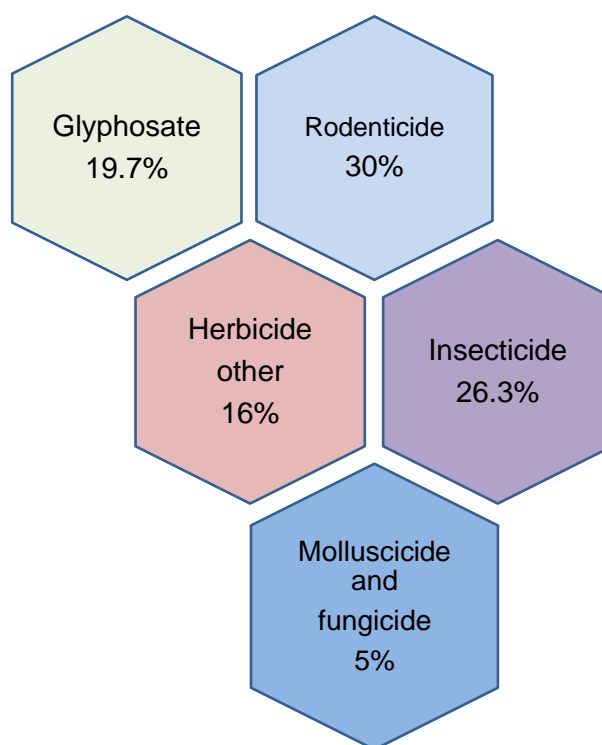 Glyphosate
19.7%
Rodenticide
30%
Herbicide
other
16%
Insecticide
26.3%
Molluscicide
and
fungicide
5%